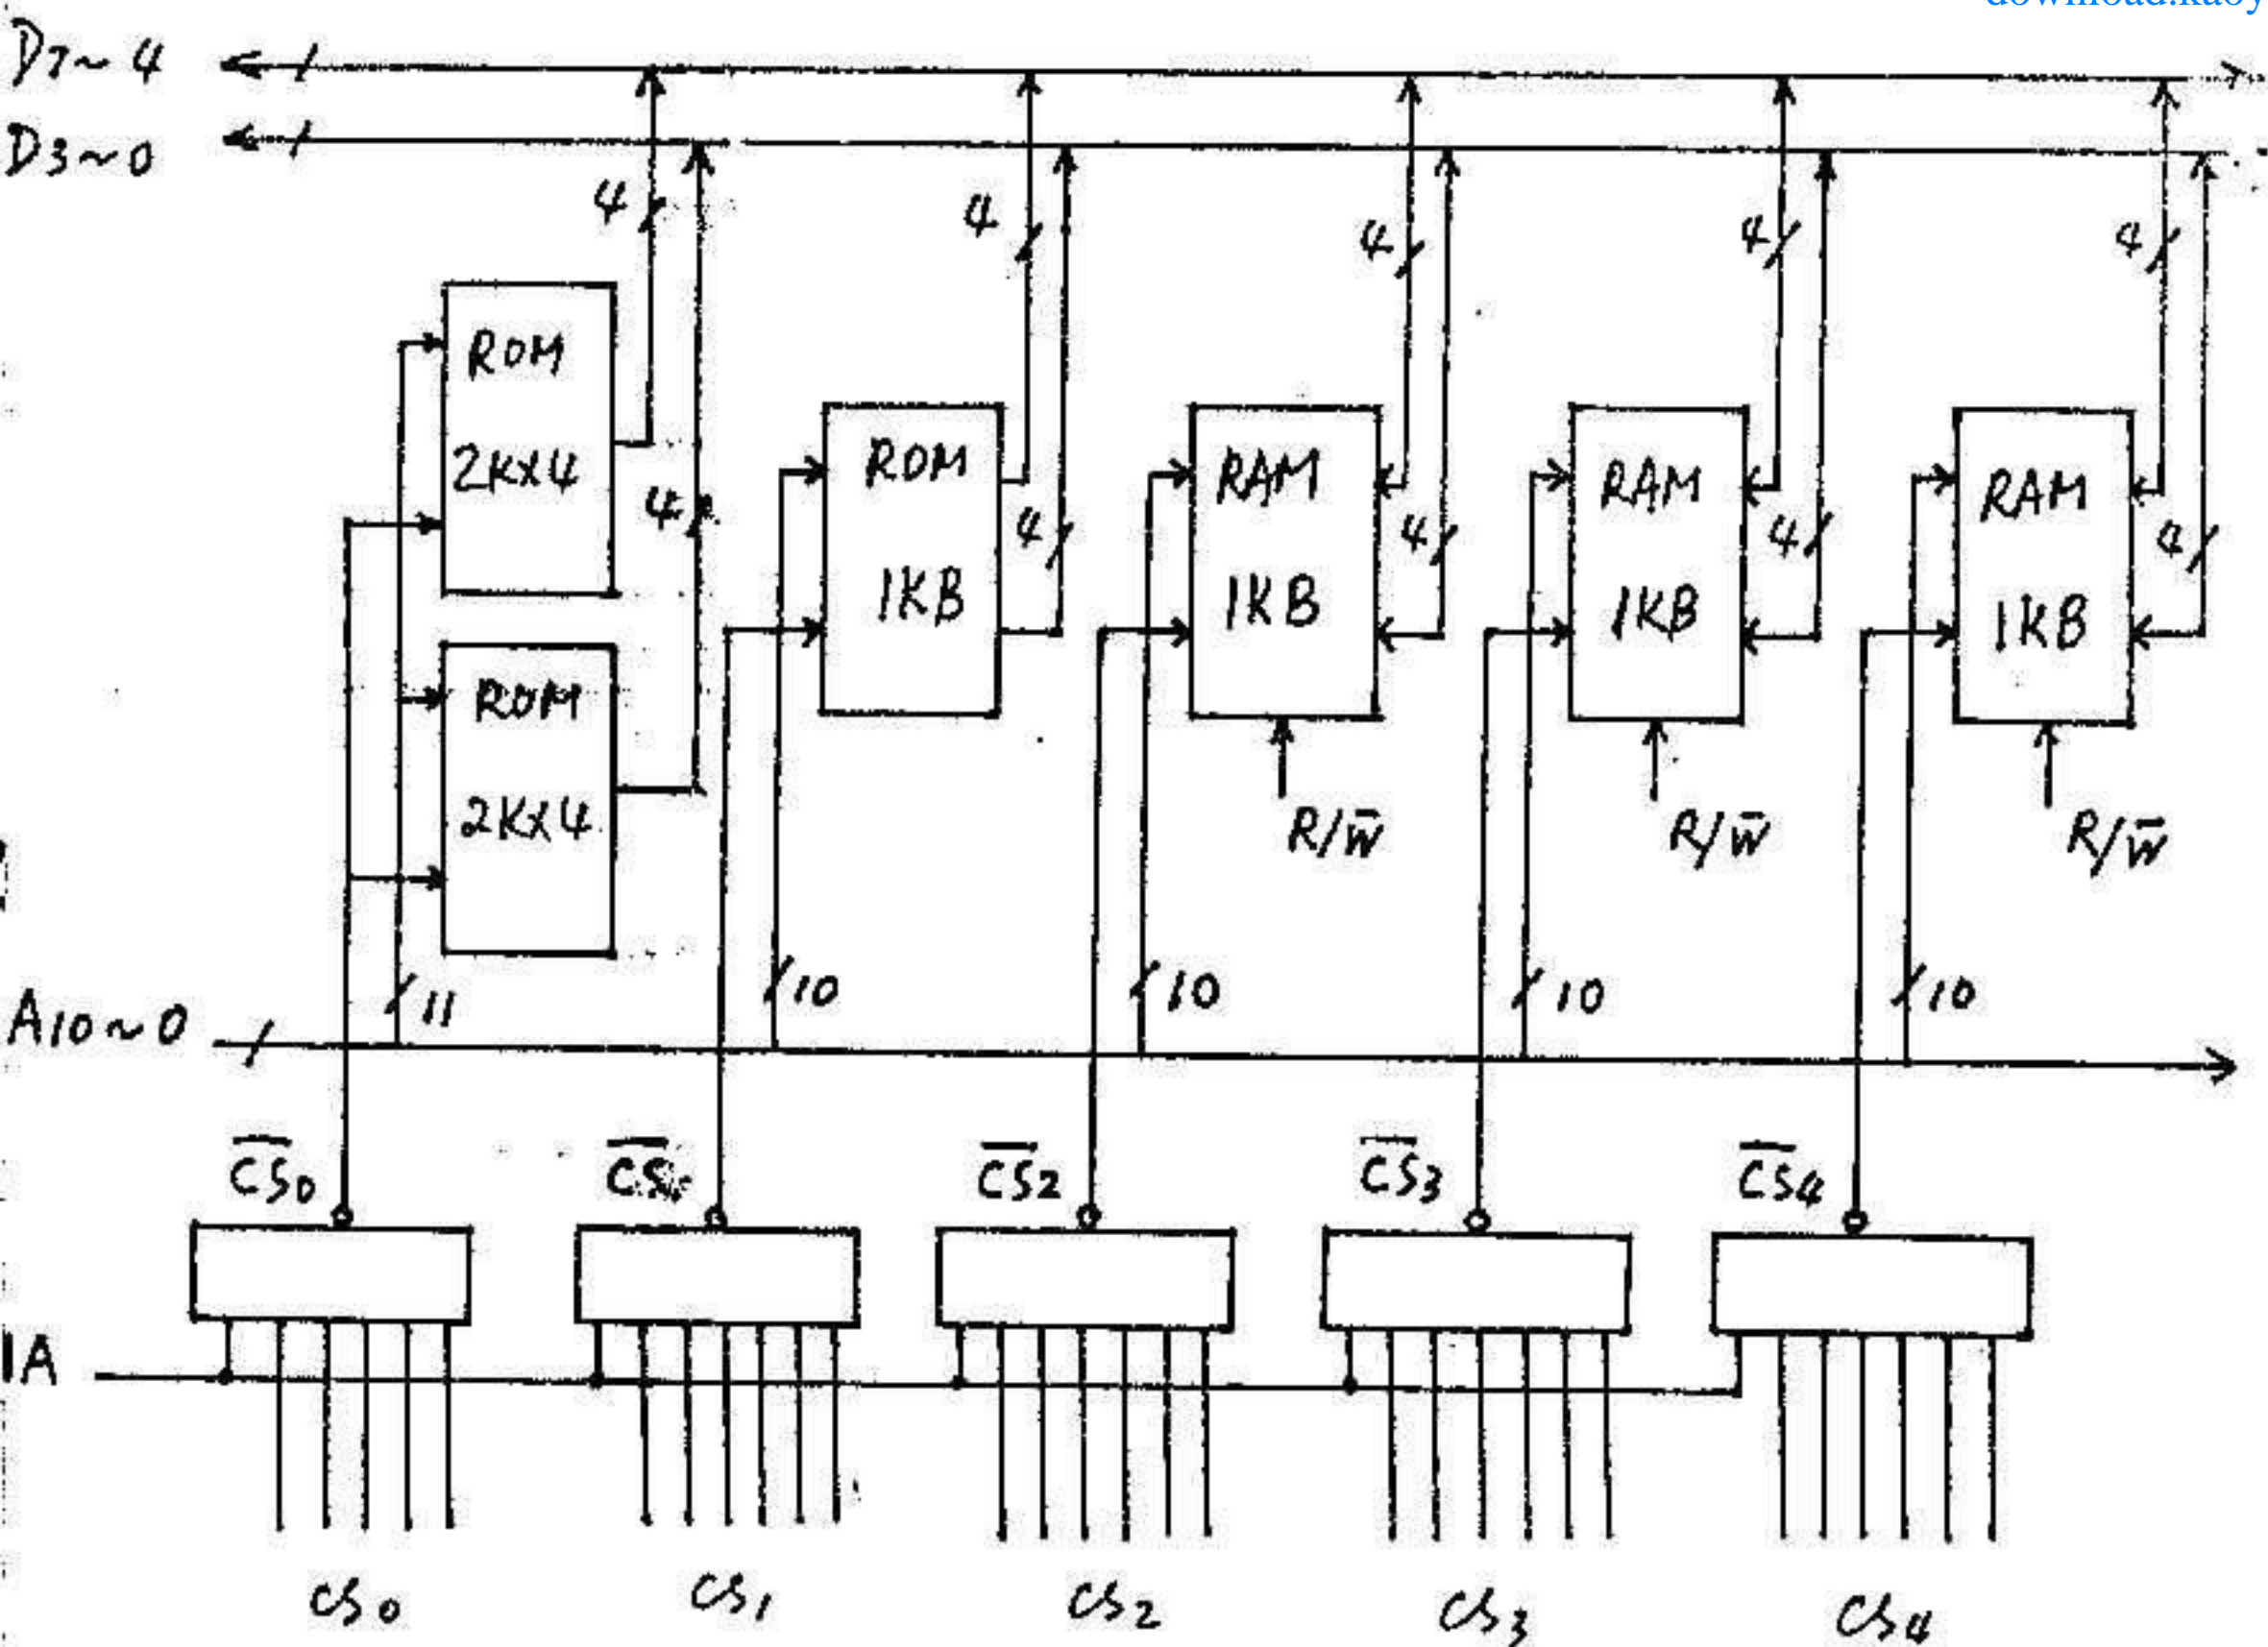 D7~4
D3~0
4 4 4 4 4
ROM
2K×4
4
ROM
1KB
4
RAM
1KB
4
RAM
1KB
4
RAM
1KB
4
ROM
2K×4
R/W̅ R/W̅ R/W̅
A10~0
11 10 10 10 10
C̅S̅0 C̅S̅ C̅S̅2 C̅S̅3 C̅S̅4
CS0 CS1 CS2 CS3 CS4